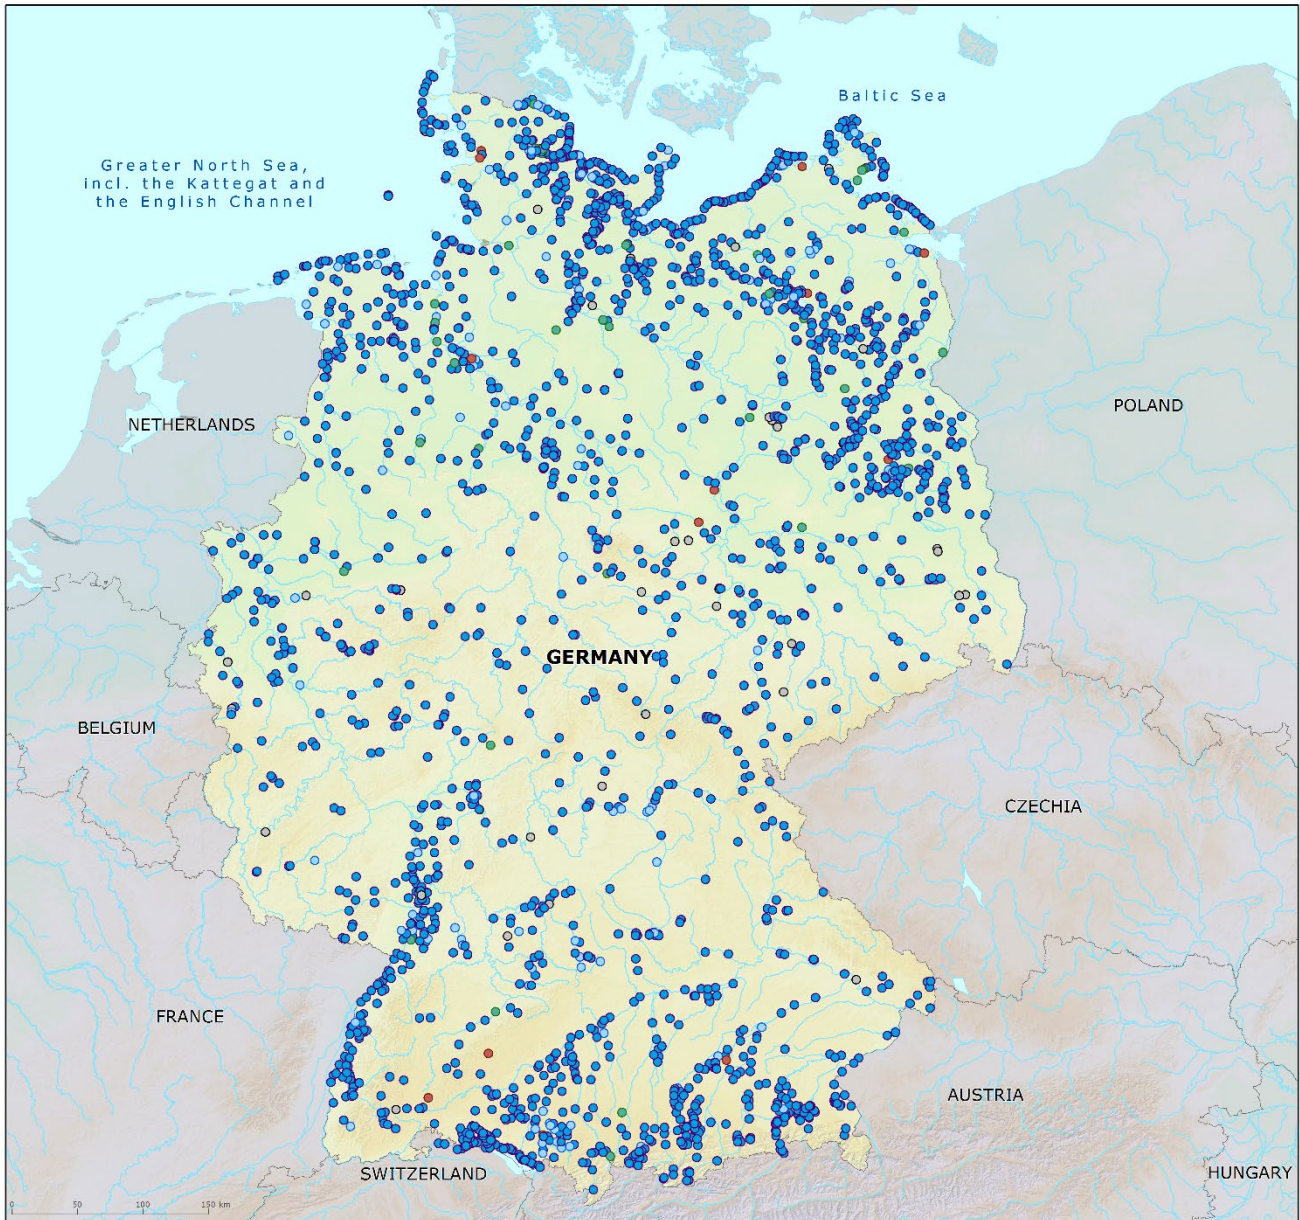 Baltic Sea
Greater North Sea,
incl. the Kattegat and
the English Channel
NETHERLANDS
POLAND
GERMANY
BELGIUM
CZECHIA
FRANCE
AUSTRIA
SWITZERLAND
HUNGARY
0 50 100 150 km